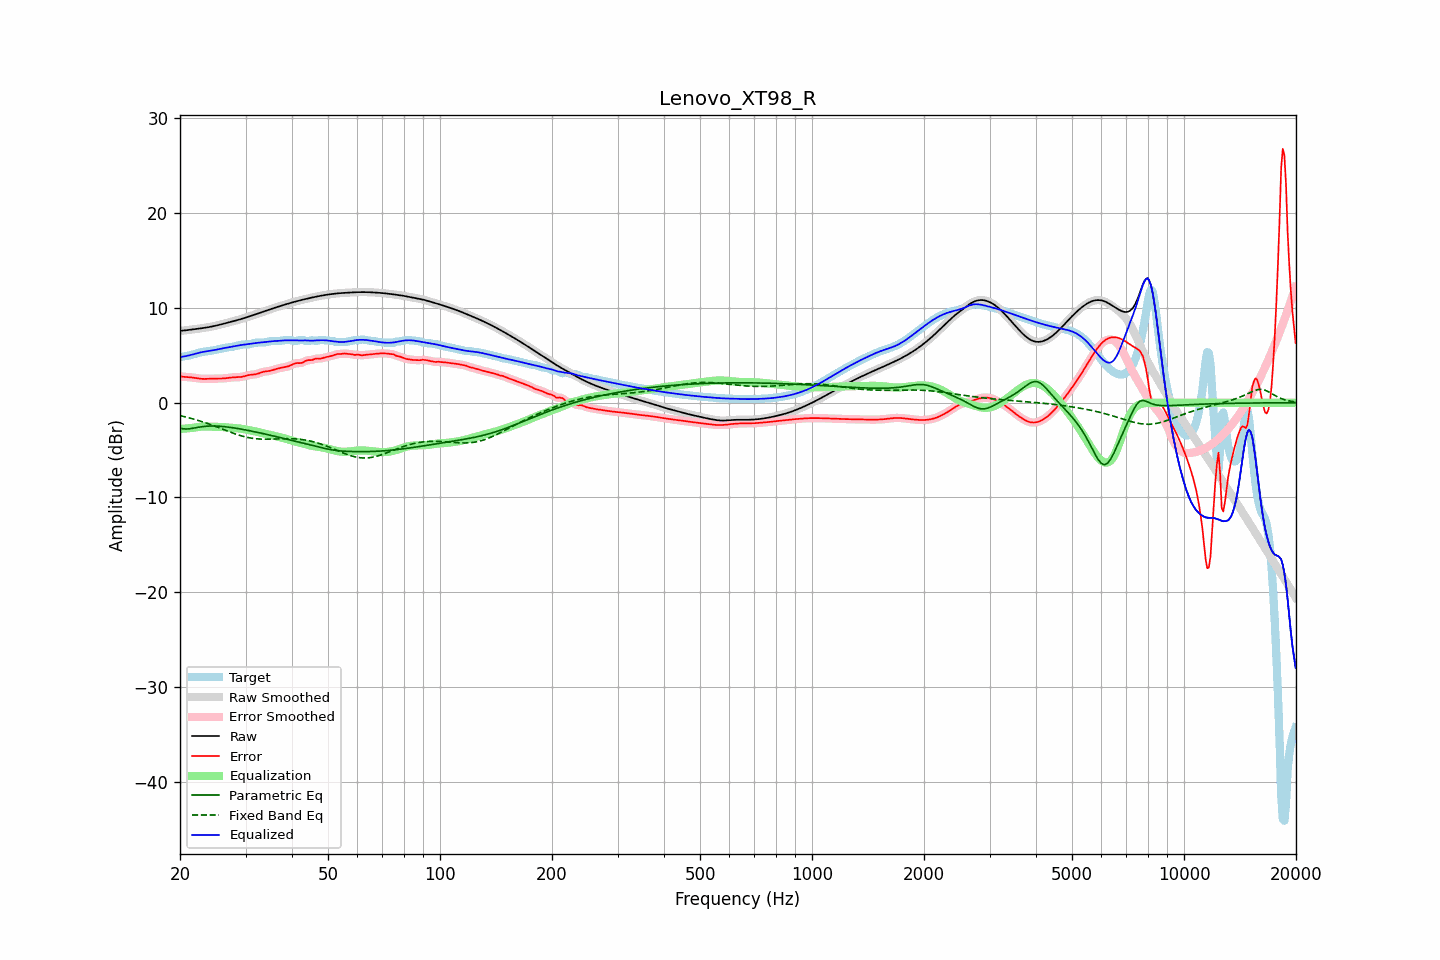 Lenovo_XT98_R
Amplitude (dBr)
30
20
10
0
−10
−20
−30
−40
Target
Raw Smoothed
Error Smoothed
Raw
Error
Equalization
Parametric Eq
Fixed Band Eq
Equalized
20 50 100 200 500 1000 2000 5000 10000 20000
Frequency (Hz)